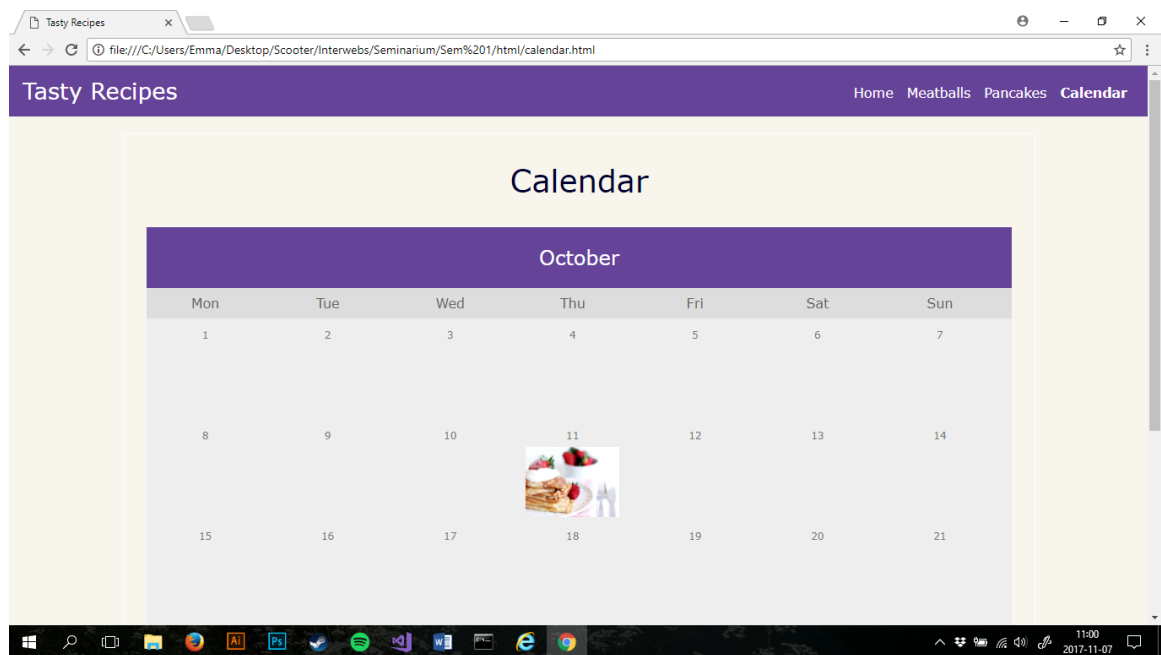 Tasty Recipes
file:///C:/Users/Emma/Desktop/Scooter/Interwebs/Seminarium/Sem%201/html/calendar.html
Tasty Recipes
Home Meatballs Pancakes Calendar
Calendar
October
Mon Tue Wed Thu Fri Sat Sun
1 2 3 4 5 6 7
8 9 10 11 12 13 14
15 16 17 18 19 20 21
Ai Ps
11:00
2017-11-07